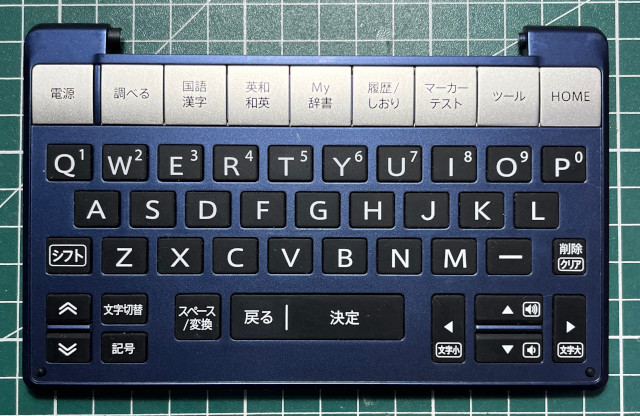 電源
調べる
国語
漢字
英和
和英
My
辞書
履歴/
しおり
マーカー
テスト
ツール
HOME
Q1
W2
E3
R4
T5
Y6
U7
I8
O9
P0
A
S
D
F
G
H
J
K
L
シフト
Z
X
C
V
B
N
M
ー
削除
クリア
文字切替
記号
スペース
/変換
戻る
決定
文字小
文字大